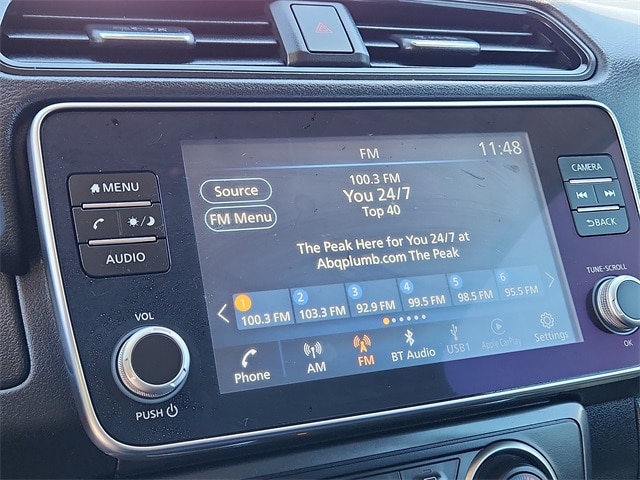 FM
11:48
MENU
AUDIO
VOL
PUSH
Source
FM Menu
100.3 FM
You 24/7
Top 40
The Peak Here for You 24/7 at
Abqplumb.com The Peak
1 2 3 4 5 6
100.3 FM 103.3 FM 92.9 FM 99.5 FM 98.5 FM 95.5 FM
Phone AM FM BT Audio USB1 Apple CarPlay Settings
CAMERA
BACK
TUNE-SCROLL
OK